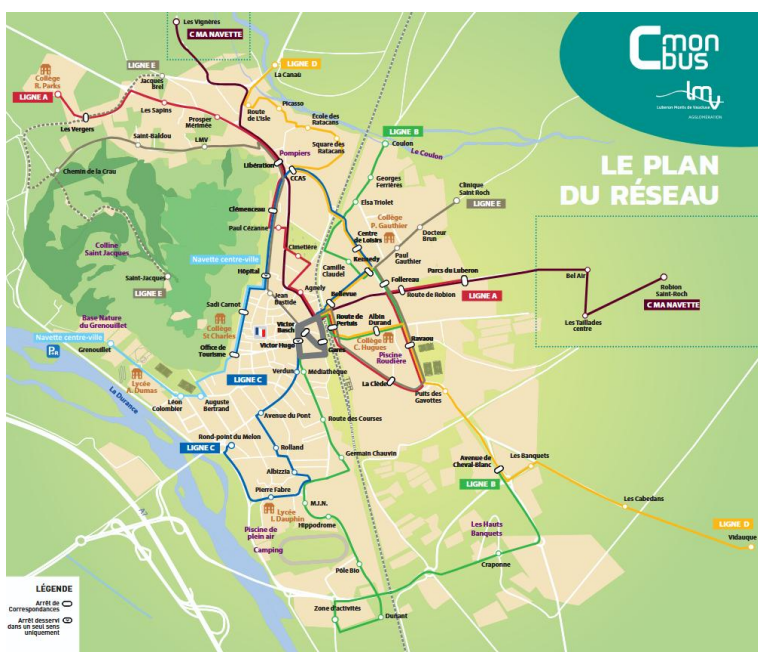 C mon
bus
lmv
Luberon Monts de Vaucluse
AGGLOMÉRATION
LE PLAN
DU RÉSEAU
Les Vignères
C MA NAVETTE
LIGNE E
LIGNE D
La Canaù
Collège
R. Parks
LIGNE A
Jacques
Brel
Picasso
Les Sapins
Route
de L'Isle
École des
Ratacans
Les Vergers
Prosper
Mérimée
LIGNE B
Saint-Baldou
LMV
Pompiers
Square des
Ratacans
Coulon
Le Coulon
Libération
Chemin de la Crau
CCAS
Georges
Ferrières
Clinique
Saint Roch
Elsa Triolet
LIGNE E
Clémenceau
Collège
P. Gauthier
Paul Cézanne
Docteur
Brun
Colline
Saint Jacques
Cimetière
Centre
de Loisirs
Paul
Gauthier
Navette centre-ville
Kennedy
Camille
Claudel
Saint-Jacques
Hôpital
Follereau
Parcs du Luberon
Bel Air
Robion
Saint-Roch
LIGNE E
Jean
Bastide
Agnely
Bellevue
Route de Robion
LIGNE A
C MA NAVETTE
Sadi Carnot
Base Nature
du Grenouillet
Collège
St Charles
Victor
Basch
Route de
Pertuis
Albin
Durand
Les Taillades
centre
Navette centre-ville
Victor Hugo
Gares
Collège
C. Hugues
Ravaou
P+R
Grenouillet
Office de
Tourisme
Piscine
Roudière
Verdun
Médiathèque
Lycée
A. Dumas
LIGNE C
La Clède
Puits des
Gavottes
La Durance
Léon
Colombier
Auguste
Bertrand
Avenue du Pont
Route des Courses
LIGNE C
Rond-point du Melon
Rolland
Germain Chauvin
Avenue de
Cheval-Blanc
Les Banquets
Albizzia
LIGNE B
Pierre Fabre
Les Cabedans
M.I.N.
Lycée
I. Dauphin
A7
Hippodrome
Piscine de
plein air
Les Hauts
Banquets
LIGNE D
Camping
Vidauque
Pôle Bio
Craponne
LÉGENDE
Arrêt de
Correspondances
Zone d'activités
Dunant
Arrêt desservi
dans un seul sens
uniquement